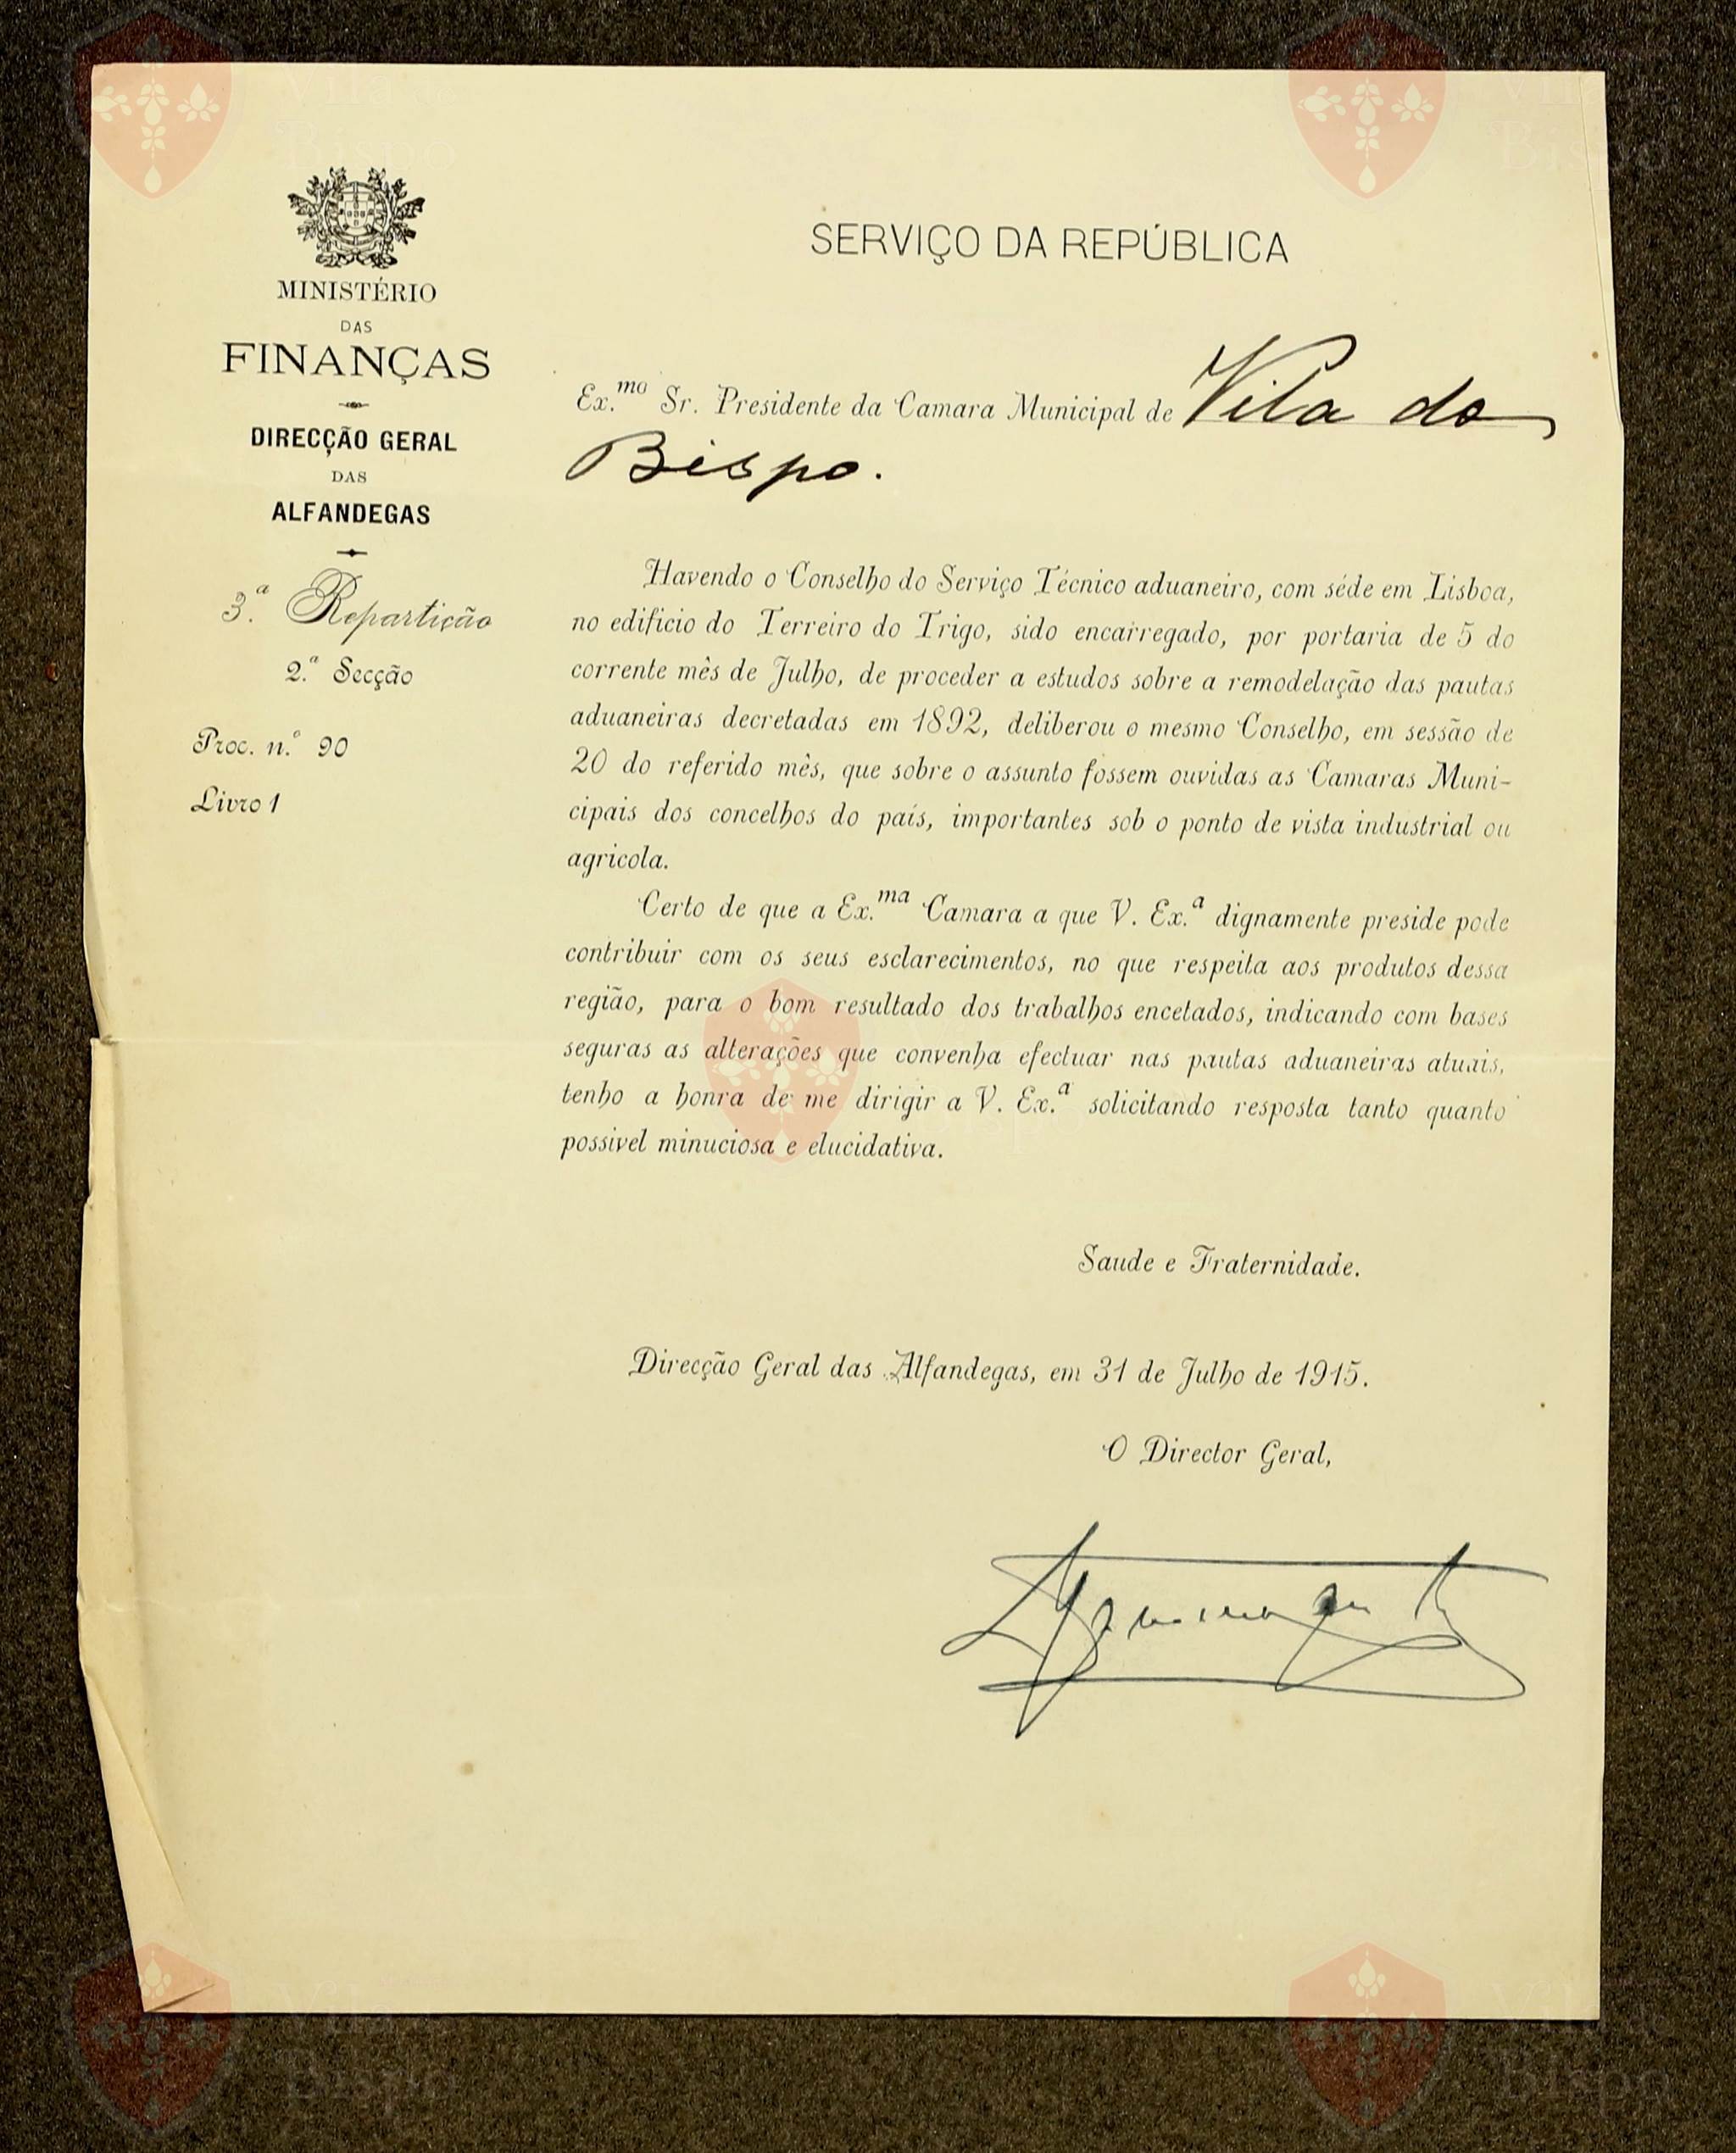 MINISTÉRIO
DAS
FINANÇAS
DIRECÇÃO GERAL
DAS
ALFANDEGAS
3.ª Repartição
2.ª Secção
Proc. n.º 90
Livro 1
SERVIÇO DA REPÚBLICA
Ex.mo Sr. Presidente da Camara Municipal de Vila do
Bispo.
Havendo o Conselho do Serviço Técnico aduaneiro, com séde em Lisboa,
no edificio do Terreiro do Trigo, sido encarregado, por portaria de 5 do
corrente mês de Julho, de proceder a estudos sobre a remodelação das pautas
aduaneiras decretadas em 1892, deliberou o mesmo Conselho, em sessão de
20 do referido mês, que sobre o assunto fossem ouvidas as Camaras Muni-
cipais dos concelhos do país, importantes sob o ponto de vista industrial ou
agricola.
Certo de que a Ex.ma Camara a que V. Ex.ª dignamente preside pode
contribuir com os seus esclarecimentos, no que respeita aos produtos dessa
região, para o bom resultado dos trabalhos encetados, indicando com bases
seguras as alterações que convenha efectuar nas pautas aduaneiras atuais,
tenho a honra de me dirigir a V. Ex.ª solicitando resposta tanto quanto
possivel minuciosa e elucidativa.
Saude e Fraternidade.
Direcção Geral das Alfandegas, em 31 de Julho de 1915.
O Director Geral,
Vila do
Bispo